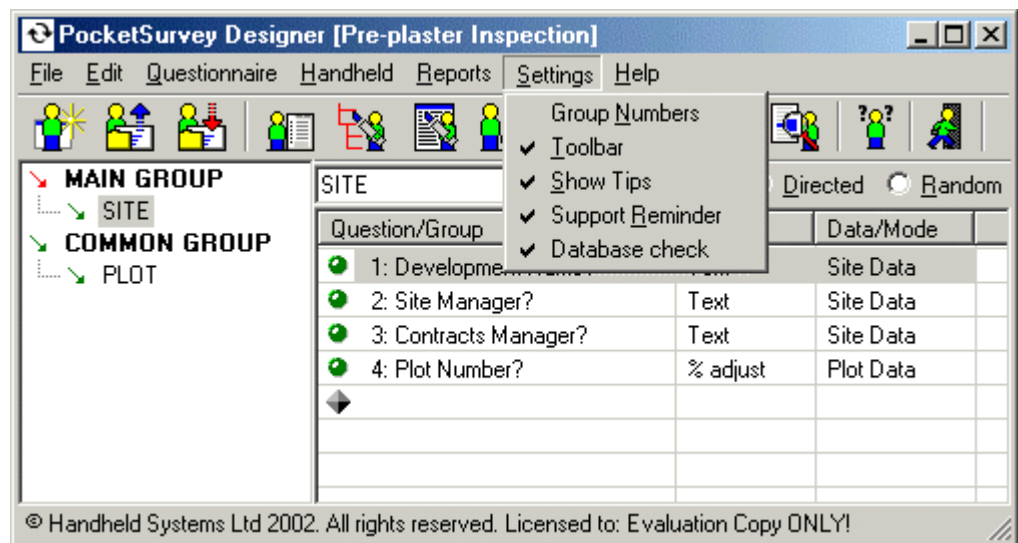 PocketSurvey Designer [Pre-plaster Inspection]
File Edit Questionnaire Handheld Reports Settings Help
Group Numbers
Toolbar
Show Tips
Support Reminder
Database check
?  ?
MAIN GROUP
SITE
COMMON GROUP
PLOT
SITE
Directed Random
Question/Group Data/Mode
1: Development Site Data
2: Site Manager? Text Site Data
3: Contracts Manager? Text Site Data
4: Plot Number? % adjust Plot Data
© Handheld Systems Ltd 2002. All rights reserved. Licensed to: Evaluation Copy ONLY!